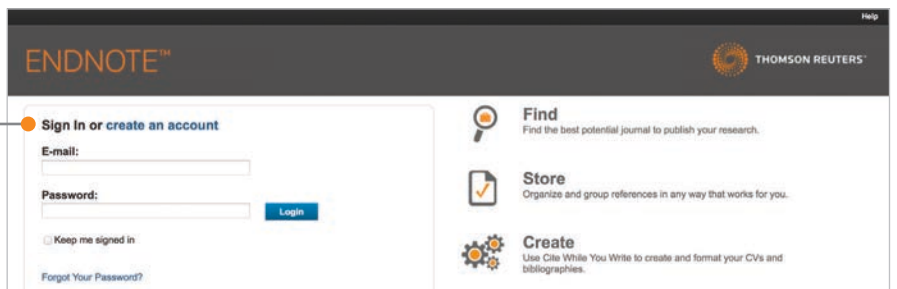 Help
ENDNOTE™
THOMSON REUTERS™
Sign In or create an account
E-mail:
Password:
Login
Keep me signed in
Forgot Your Password?
Find
Find the best potential journal to publish your research.
Store
Organize and group references in any way that works for you.
Create
Use Cite While You Write to create and format your CVs and
bibliographies.